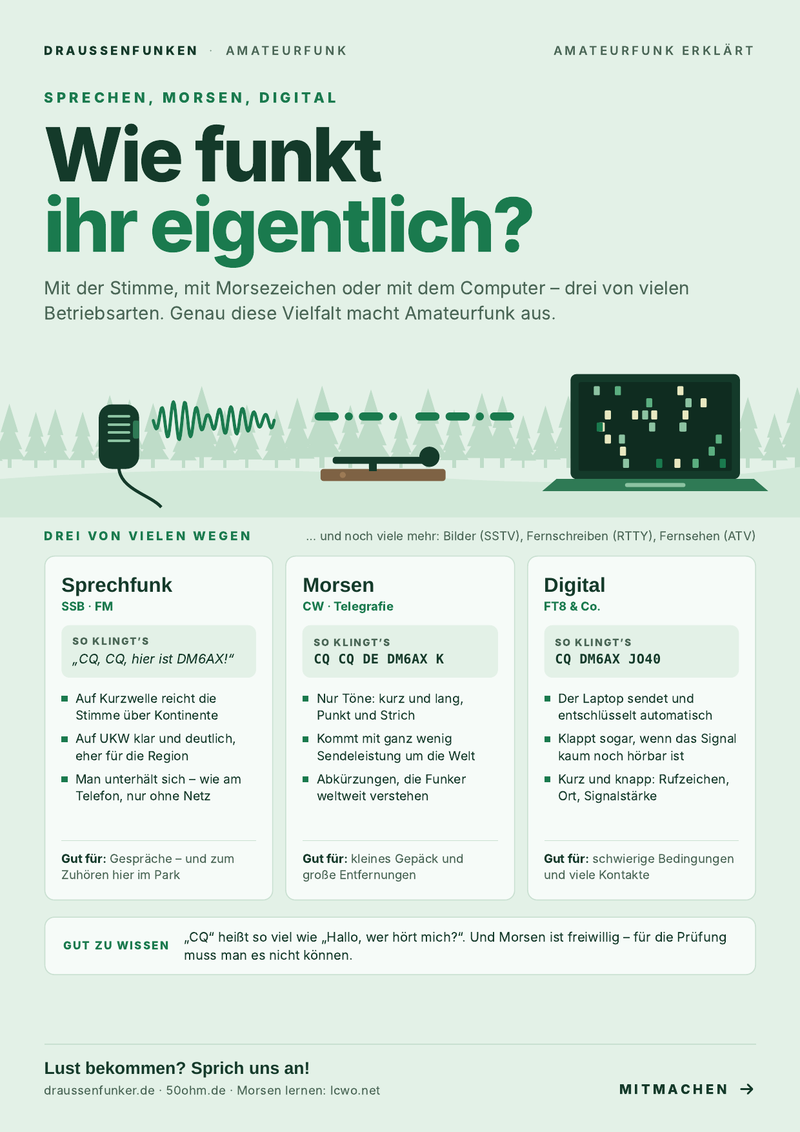 DRAUSSENFUNKEN · AMATEURFUNK
AMATEURFUNK ERKLÄRT
SPRECHEN, MORSEN, DIGITAL
Wie funkt
ihr eigentlich?
Mit der Stimme, mit Morsezeichen oder mit dem Computer – drei von vielen
Betriebsarten. Genau diese Vielfalt macht Amateurfunk aus.
DREI VON VIELEN WEGEN
... und noch viele mehr: Bilder (SSTV), Fernschreiben (RTTY), Fernsehen (ATV)
Sprechfunk
SSB · FM
SO KLINGT’S
„CQ, CQ, hier ist DM6AX!“
Auf Kurzwelle reicht die
Stimme über Kontinente
Auf UKW klar und deutlich,
eher für die Region
Man unterhält sich – wie am
Telefon, nur ohne Netz
Gut für: Gespräche – und zum
Zuhören hier im Park
Morsen
CW · Telegrafie
SO KLINGT’S
CQ CQ DE DM6AX K
Nur Töne: kurz und lang,
Punkt und Strich
Kommt mit ganz wenig
Sendeleistung um die Welt
Abkürzungen, die Funker
weltweit verstehen
Gut für: kleines Gepäck und
große Entfernungen
Digital
FT8 & Co.
SO KLINGT’S
CQ DM6AX JO40
Der Laptop sendet und
entschlüsselt automatisch
Klappt sogar, wenn das Signal
kaum noch hörbar ist
Kurz und knapp: Rufzeichen,
Ort, Signalstärke
Gut für: schwierige Bedingungen
und viele Kontakte
GUT ZU WISSEN
„CQ“ heißt so viel wie „Hallo, wer hört mich?“. Und Morsen ist freiwillig – für die Prüfung
muss man es nicht können.
Lust bekommen? Sprich uns an!
draussenfunker.de · 50ohm.de · Morsen lernen: lcwo.net
MITMACHEN →